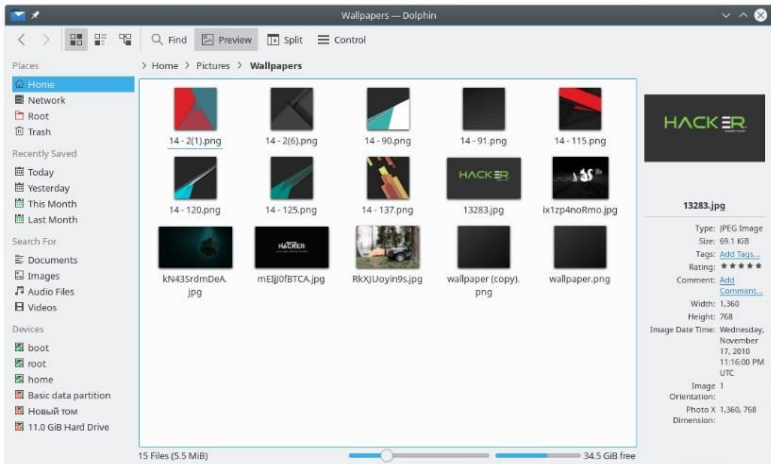 Wallpapers — Dolphin
Find
Preview
Split
Control
Places
Home
Network
Root
Trash
Recently Saved
Today
Yesterday
This Month
Last Month
Search For
Documents
Images
Audio Files
Videos
Devices
boot
root
home
Basic data partition
Новый том
11.0 GiB Hard Drive
> Home > Pictures > Wallpapers
14 - 2(1).png
14 - 2(6).png
14 - 90.png
14 - 91.png
14 - 115.png
14 - 120.png
14 - 125.png
14 - 137.png
HACKER
13283.jpg
ix1zp4noRmo.jpg
kN43SrdmDeA.
jpg
HACKER
mEIjJ0fBTCA.jpg
RkXJUoyin9s.jpg
wallpaper (copy).
png
wallpaper.png
15 Files (5.5 MiB)
34.5 GiB free
HACKER
13283.jpg
Type: JPEG Image
Size: 69.1 KiB
Tags: Add Tags...
Rating:
Comment: Add
Comment...
Width: 1,360
Height: 768
Image Date Time: Wednesday,
November
17, 2010
11:16:00 PM
UTC
Image 1
Orientation:
Photo X 1,360, 768
Dimension: